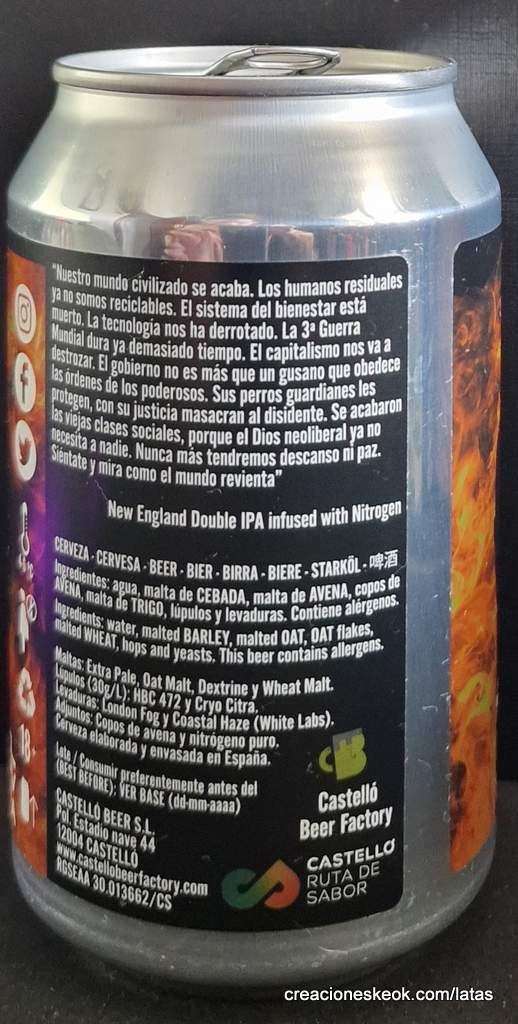 "Nuestro mundo civilizado se acaba. Los humanos residuales
ya no somos reciclables. El sistema del bienestar está
muerto. La tecnología nos ha derrotado. La 3ª Guerra
Mundial dura ya demasiado tiempo. El capitalismo nos va a
destrozar. El gobierno no es más que un gusano que obedece
las órdenes de los poderosos. Sus perros guardianes les
protegen, con su justicia masacran al disidente. Se acabaron
las viejas clases sociales, porque el Dios neoliberal ya no
necesita a nadie. Nunca más tendremos descanso ni paz.
Siéntate y mira como el mundo revienta"
New England Double IPA infused with Nitrogen
CERVEZA - CERVESA - BEER - BIER - BIRRA - BIERE - STARKÖL - 啤酒
Ingredientes: agua, malta de CEBADA, malta de AVENA, copos de
AVENA, malta de TRIGO, lúpulos y levaduras. Contiene alérgenos.
Ingredients: water, malted BARLEY, malted OAT, OAT flakes,
malted WHEAT, hops and yeasts. This beer contains allergens.
Maltas: Extra Pale, Oat Malt, Dextrine y Wheat Malt.
Lúpulos (30g/L): HBC 472 y Cryo Citra.
Levaduras: London Fog y Coastal Haze (White Labs).
Adjuntos: Copos de avena y nitrógeno puro.
Cerveza elaborada y envasada en España.
Lote / Consumir preferentemente antes del
(BEST BEFORE): VER BASE (dd-mm-aaaa)
CASTELLÓ BEER S.L.
Pol. Estadio nave 44
12004 CASTELLÓ
www.castellobeerfactory.com
RGSEAA 30.013662/CS
Castelló
Beer Factory
CASTELLÓ
RUTA DE
SABOR
18
creacioneskeok.com/latas